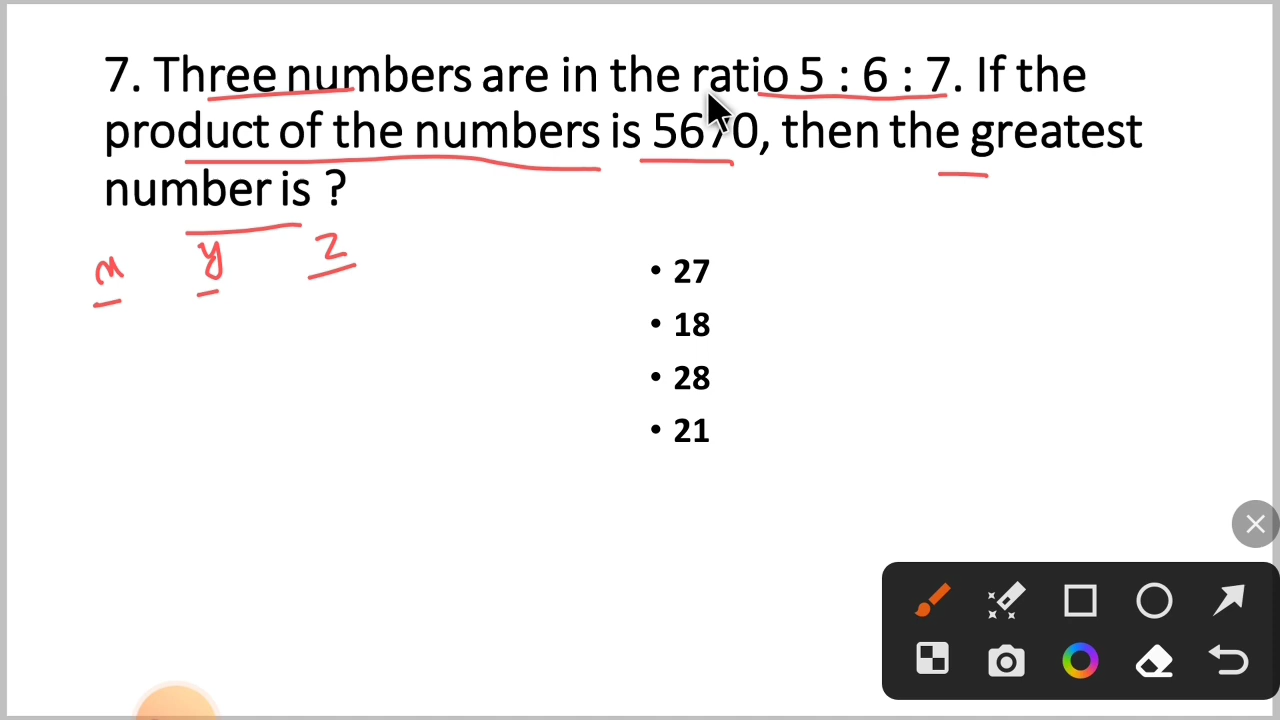 7. Three numbers are in the ratio 5 : 6 : 7. If the
product of the numbers is 5670, then the greatest
number is ?
x y z
• 27
• 18
• 28
• 21